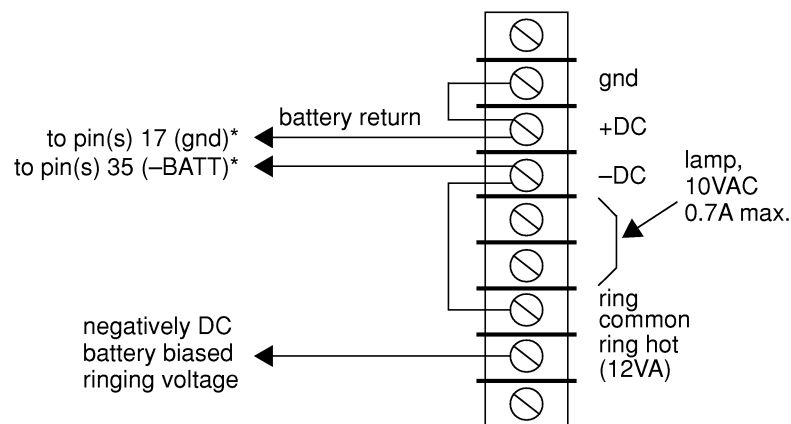 gnd
battery return
+DC
to pin(s) 17 (gnd)*
to pin(s) 35 (–BATT)*
–DC
lamp,
10VAC
0.7A max.
ring
common
ring hot
(12VA)
negatively DC
battery biased
ringing voltage